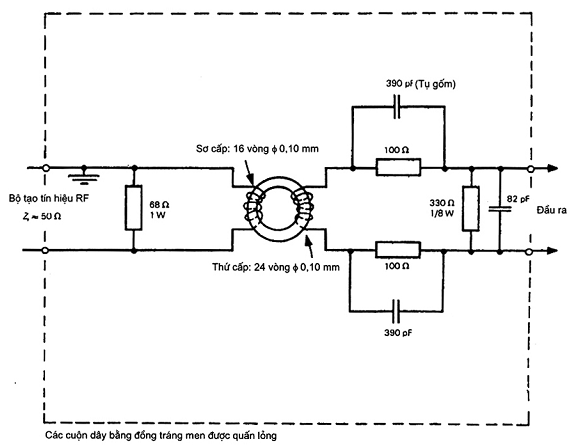 390 pf (Tụ gốm)
Sơ cấp: 16 vòng ϕ 0,10 mm
100 Ω
Bộ tạo tín hiệu RF
Zᵢ ≈ 50 Ω
68 Ω
1 W
330 Ω
1/8 W
82 pF
Đầu ra
Thứ cấp: 24 vòng ϕ 0,10 mm
100 Ω
390 pF
Các cuộn dây bằng đồng tráng men được quấn lỏng